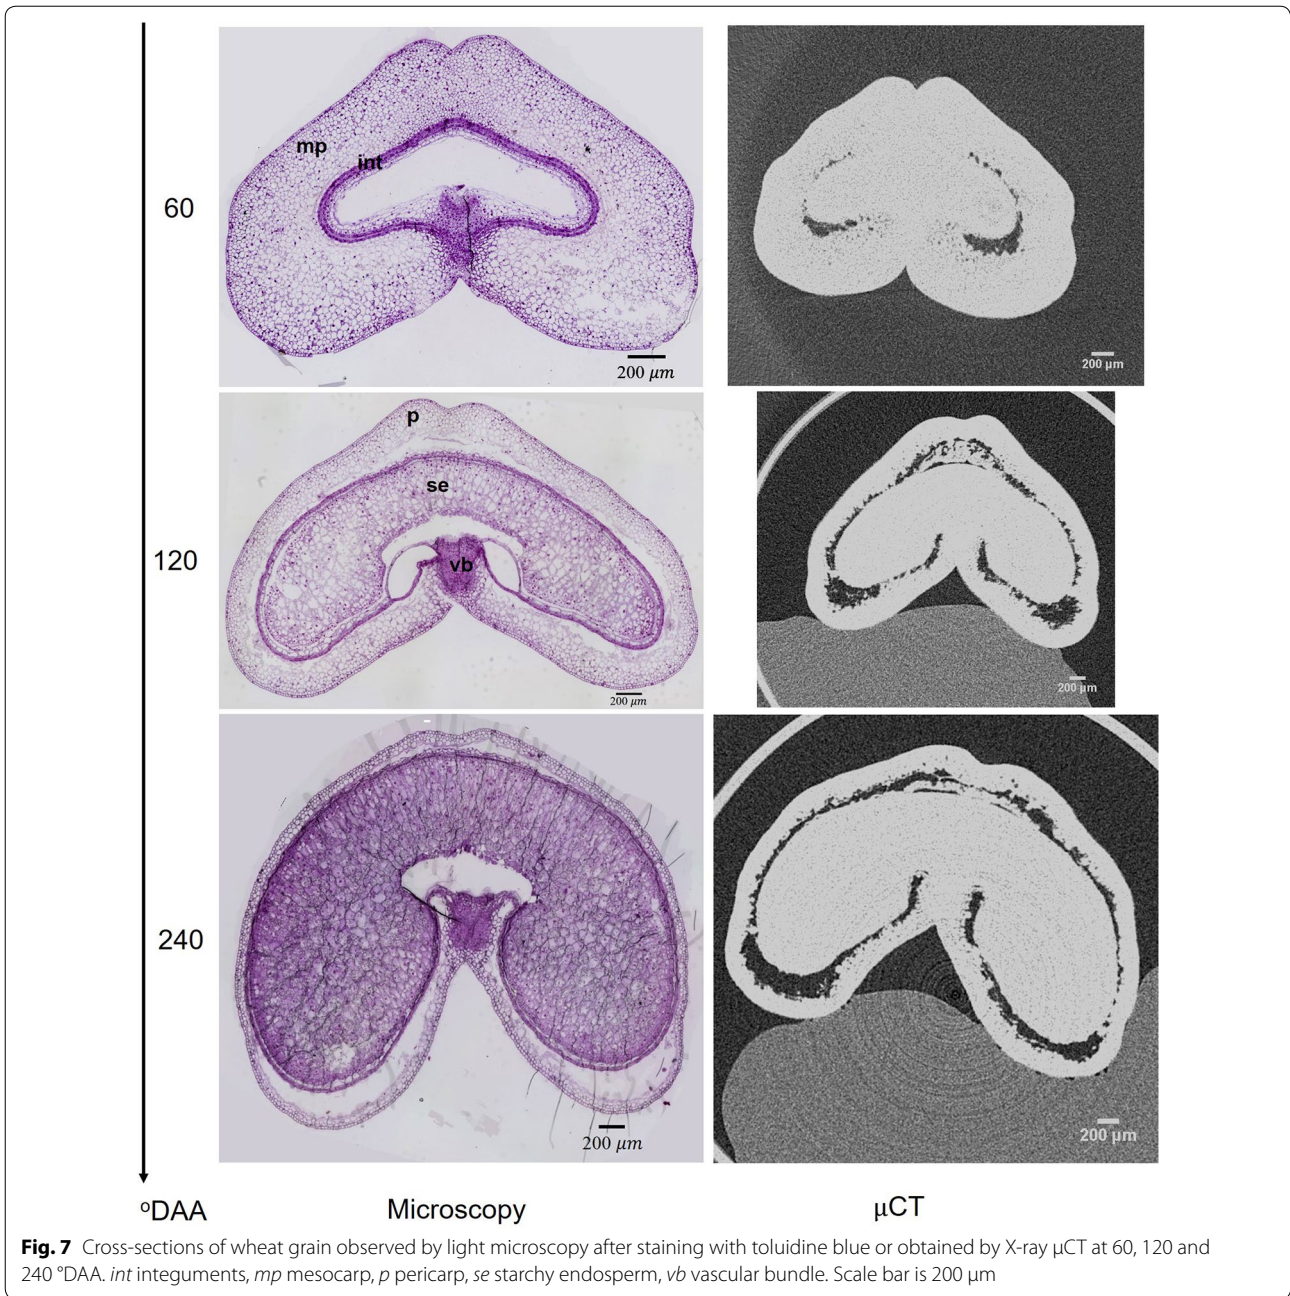 mp
int
60
200 μm
200 μm
p
se
120
vb
200 μm
200 μm
240
200 μm
200 μm
°DAA
Microscopy
μCT
Fig. 7 Cross-sections of wheat grain observed by light microscopy after staining with toluidine blue or obtained by X-ray μCT at 60, 120 and
240 °DAA. int integuments, mp mesocarp, p pericarp, se starchy endosperm, vb vascular bundle. Scale bar is 200 μm